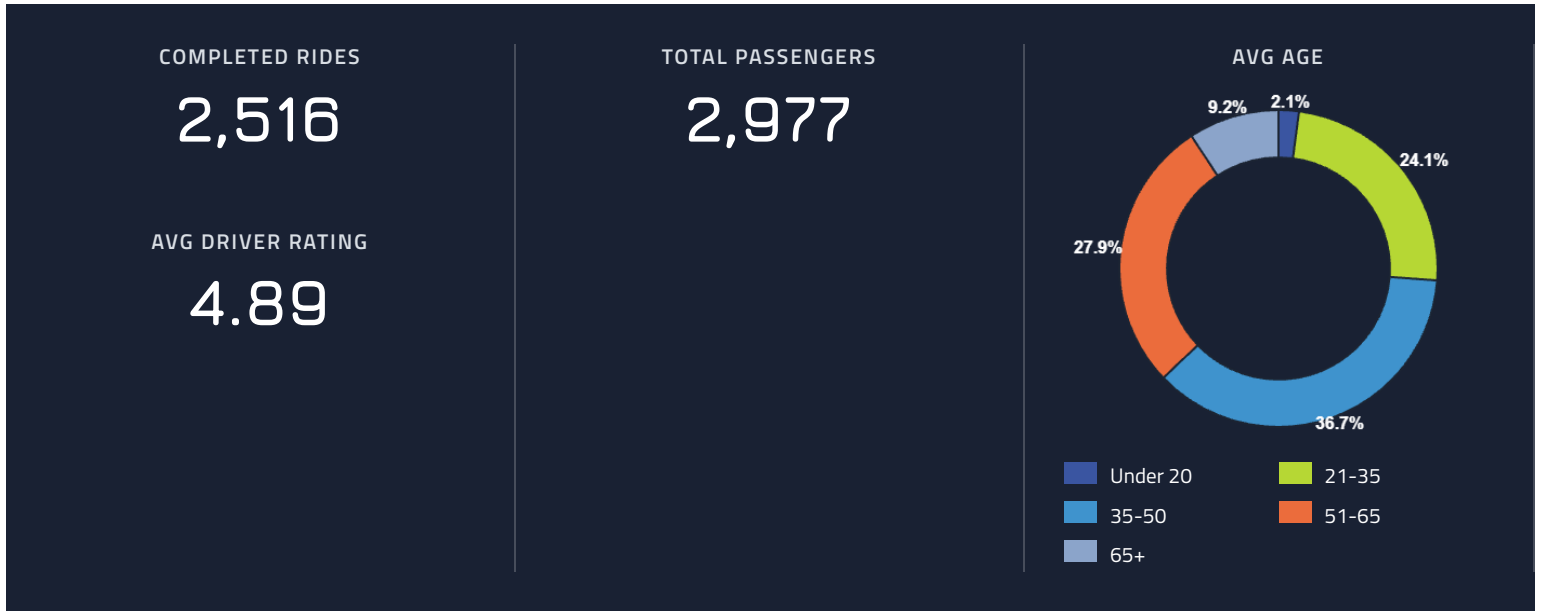 COMPLETED RIDES
2,516
AVG DRIVER RATING
4.89
TOTAL PASSENGERS
2,977
AVG AGE
9.2%
2.1%
24.1%
27.9%
36.7%
Under 20
21-35
35-50
51-65
65+